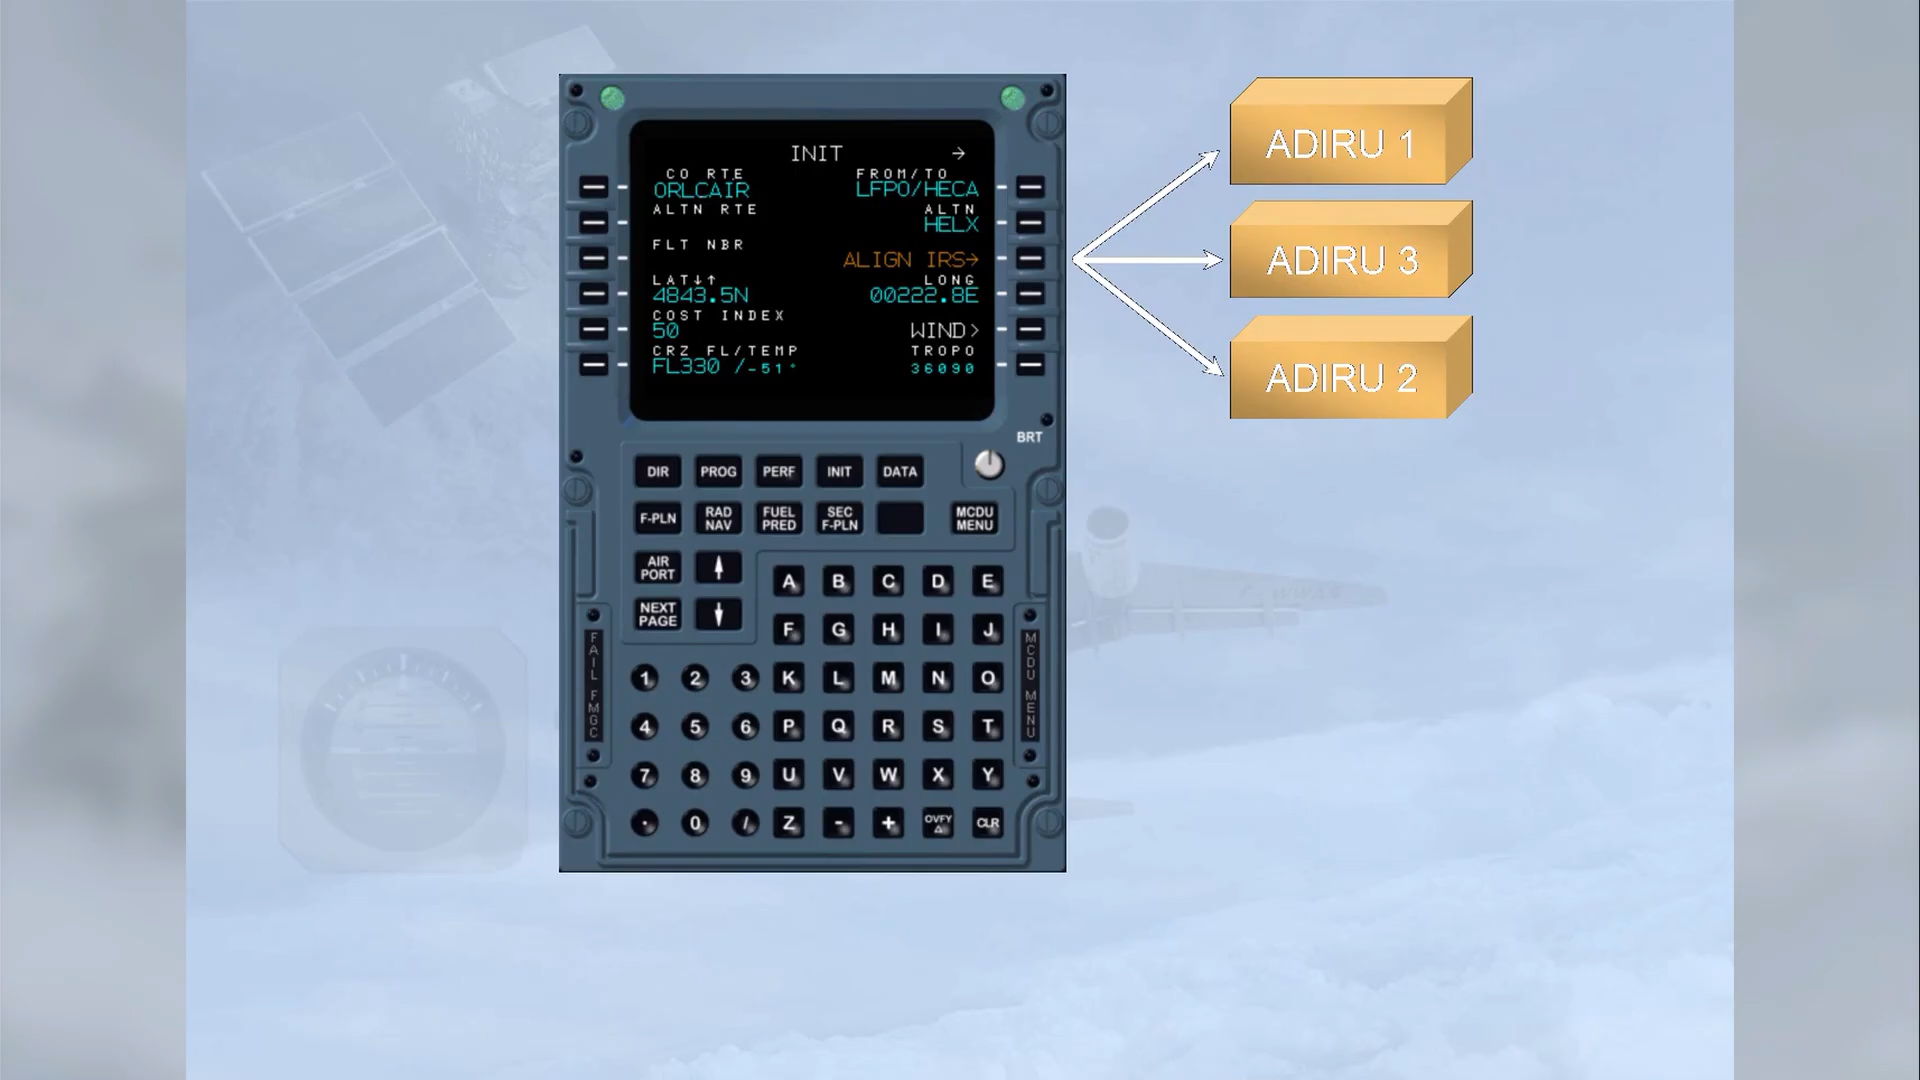 INIT →
CO RTE FROM/TO
ORLCAIR LFPO/HECA
ALTN RTE ALTN
HELX
FLT NBR
ALIGN IRS→
LAT↓↑ LONG
4843.5N 00222.8E
COST INDEX
50 WIND>
CRZ FL/TEMP TROPO
FL330 /-51° 36090
ADIRU 1
ADIRU 3
ADIRU 2
BRT
DIR PROG PERF INIT DATA
F-PLN RAD NAV FUEL PRED SEC F-PLN MCDU MENU
AIR PORT ↑
NEXT PAGE ↓
A B C D E
F G H I J
1 2 3 K L M N O
4 5 6 P Q R S T
7 8 9 U V W X Y
. 0 / Z - + OVFY Δ CLR
FAIL FMGC
MCDU MENU